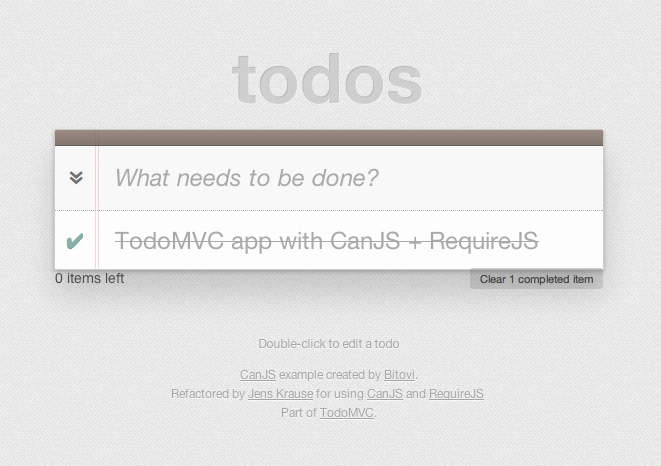 todos
What needs to be done?
TodoMVC app with CanJS + RequireJS
0 items left
Clear 1 completed item
Double-click to edit a todo
CanJS example created by Bitovi.
Refactored by Jens Krause for using CanJS and RequireJS
Part of TodoMVC.